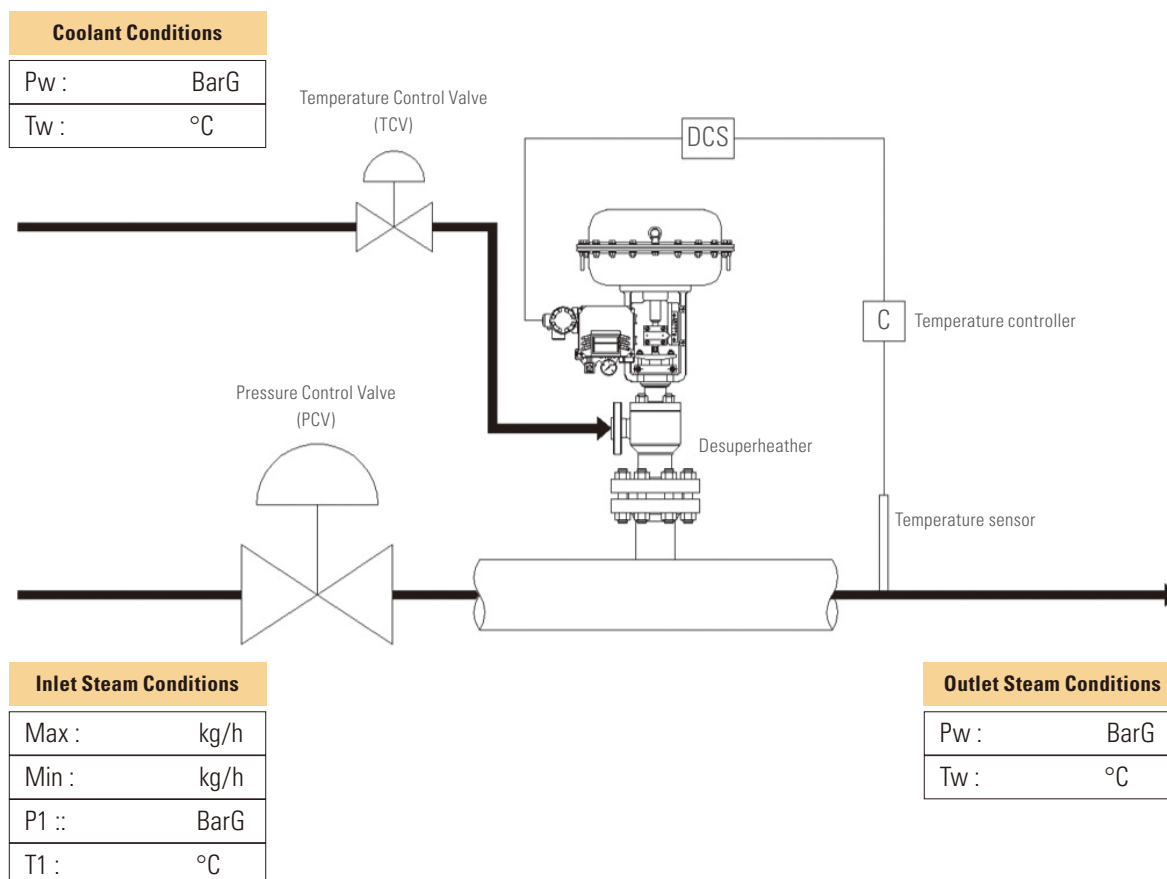 Coolant Conditions
Pw : BarG
Tw : °C
Temperature Control Valve
(TCV)
DCS
C
Temperature controller
Pressure Control Valve
(PCV)
Desuperheather
Temperature sensor
Inlet Steam Conditions
Max : kg/h
Min : kg/h
P1 :: BarG
T1 : °C
Outlet Steam Conditions
Pw : BarG
Tw : °C